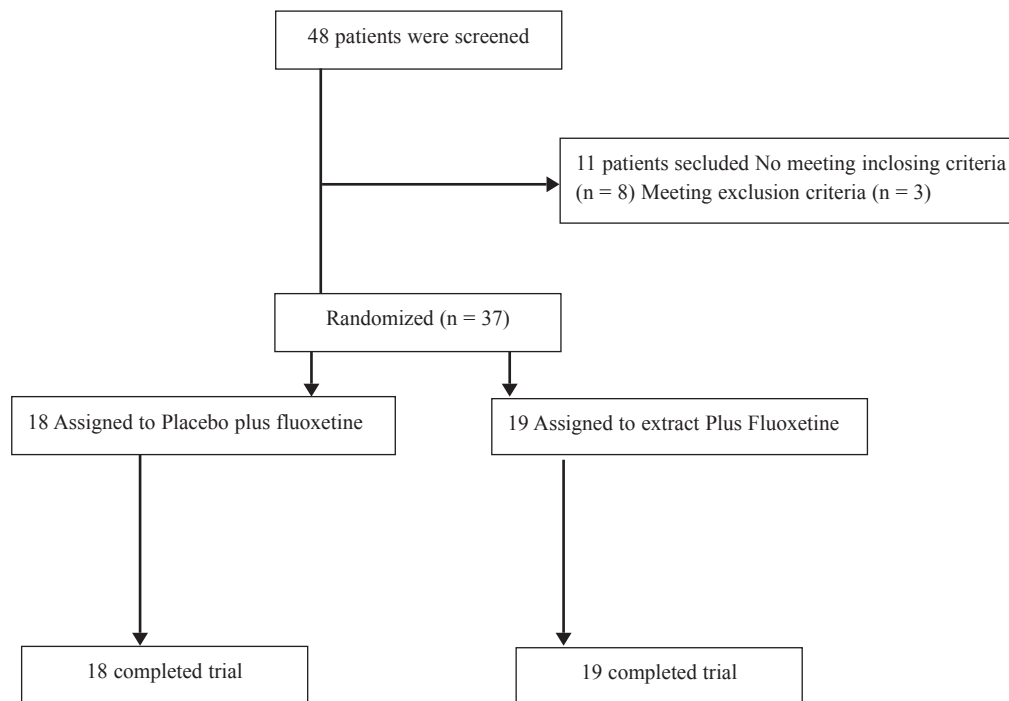 48 patients were screened
11 patients secluded No meeting inclosing criteria
(n = 8) Meeting exclusion criteria (n = 3)
Randomized (n = 37)
18 Assigned to Placebo plus fluoxetine
19 Assigned to extract Plus Fluoxetine
18 completed trial
19 completed trial